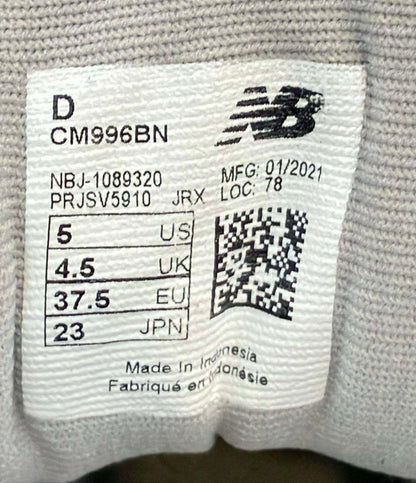 D
CM996BN
NB
NBJ-1089320
PRJSV5910 JRX
MFG: 01/2021
LOC: 78
5 US
4.5 UK
37.5 EU
23 JPN
Made In Indonesia
Fabriqué en Indonésie